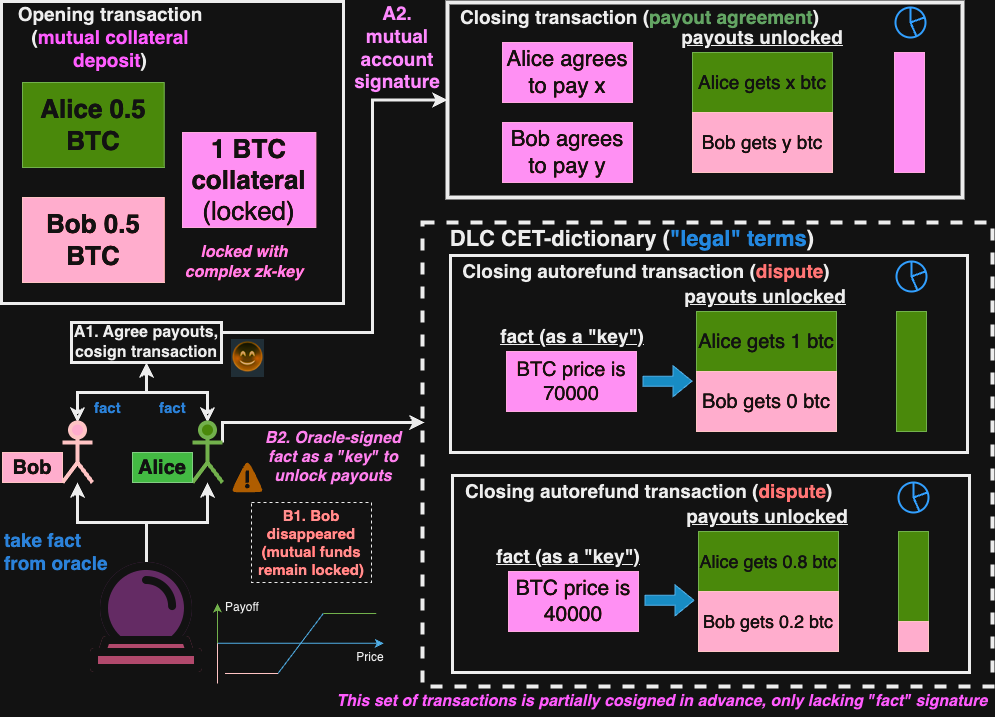 Opening transaction
(mutual collateral
deposit)
Alice 0.5
BTC
Bob 0.5
BTC
1 BTC
collateral
(locked)
locked with
complex zk-key
A2.
mutual
account
signature
Closing transaction (payout agreement)
payouts unlocked
Alice agrees
to pay x
Bob agrees
to pay y
Alice gets x btc
Bob gets y btc
A1. Agree payouts,
cosign transaction
fact
fact
Bob
Alice
take fact
from oracle
B2. Oracle-signed
fact as a "key" to
unlock payouts
B1. Bob
disappeared
(mutual funds
remain locked)
Payoff
Price
DLC CET-dictionary ("legal" terms)
Closing autorefund transaction (dispute)
payouts unlocked
fact (as a "key")
BTC price is
70000
Alice gets 1 btc
Bob gets 0 btc
Closing autorefund transaction (dispute)
payouts unlocked
fact (as a "key")
BTC price is
40000
Alice gets 0.8 btc
Bob gets 0.2 btc
This set of transactions is partially cosigned in advance, only lacking "fact" signature